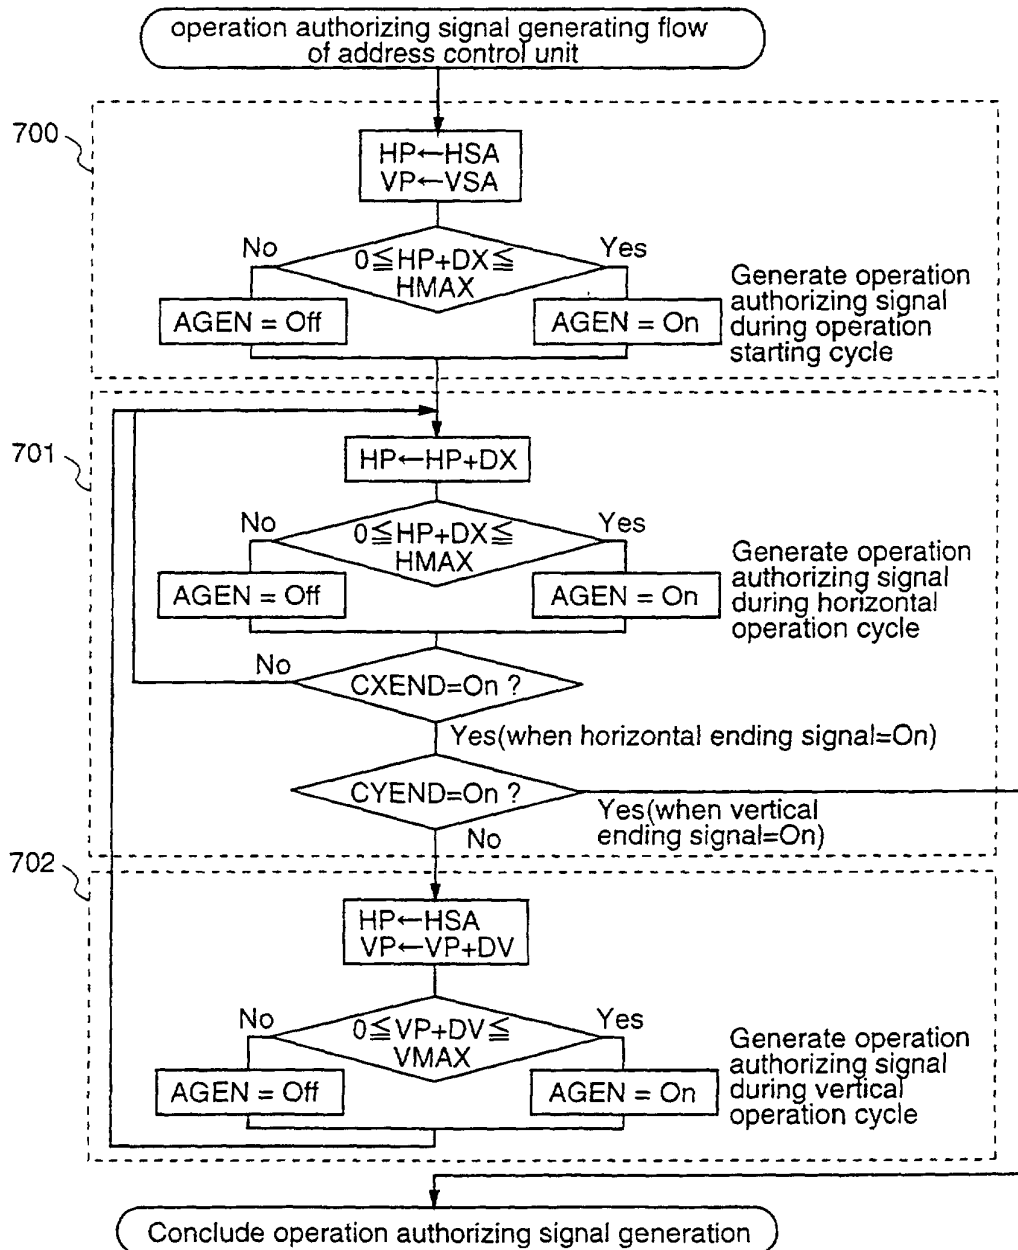 operation authorizing signal generating flow
of address control unit
700
HP←HSA
VP←VSA
No
Yes
0≦HP+DX≦
HMAX
AGEN = Off
AGEN = On
Generate operation
authorizing signal
during operation
starting cycle
701
HP←HP+DX
No
Yes
0≦HP+DX≦
HMAX
AGEN = Off
AGEN = On
Generate operation
authorizing signal
during horizontal
operation cycle
No
CXEND=On ?
Yes(when horizontal ending signal=On)
CYEND=On ?
Yes(when vertical
ending signal=On)
No
702
HP←HSA
VP←VP+DV
No
Yes
0≦VP+DV≦
VMAX
AGEN = Off
AGEN = On
Generate operation
authorizing signal
during vertical
operation cycle
Conclude operation authorizing signal generation